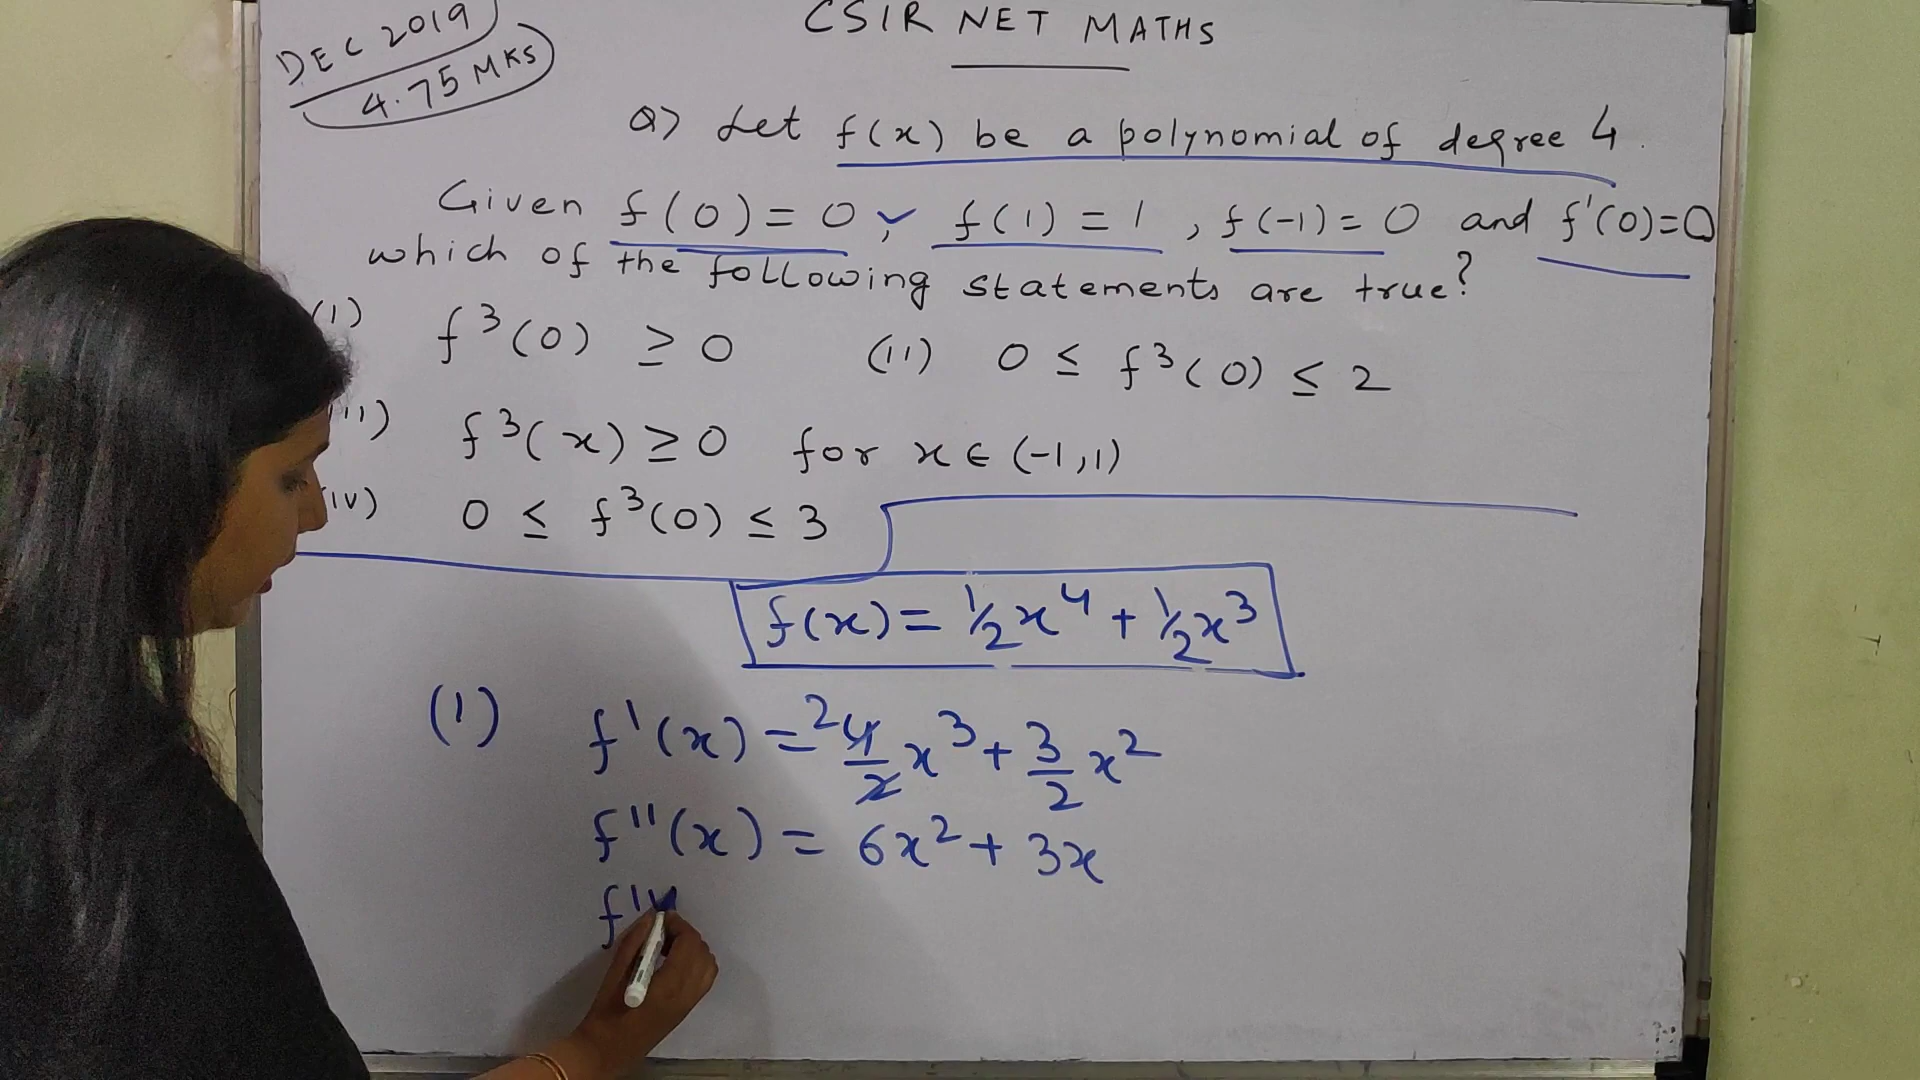 DEC 2019
4.75 MKS
CSIR NET MATHS
Q) Let f(x) be a polynomial of degree 4.
Given f(0) = 0, f(1) = 1, f(-1) = 0 and f'(0)=0
which of the following statements are true?
(i) f³(0) ≥ 0 (ii) 0 ≤ f³(0) ≤ 2
iii) f³(x) ≥ 0 for x ∈ (-1,1)
(iv) 0 ≤ f³(0) ≤ 3
f(x) = ½x⁴ + ½x³
(1) f'(x) = 2 4/2 x³ + 3/2 x²
f''(x) = 6x² + 3x